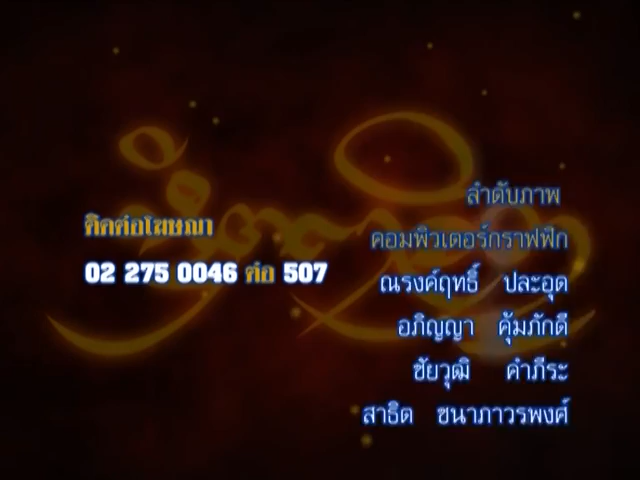 ติดต่อโฆษณา
02 275 0046 ต่อ 507
ลำดับภาพ
คอมพิวเตอร์กราฟฟิก
ณรงค์ฤทธิ์ ปละอุด
อภิญญา คุ้มภักดี
ชัยวุฒิ คำภีระ
สาธิต ชนาภาวรพงศ์